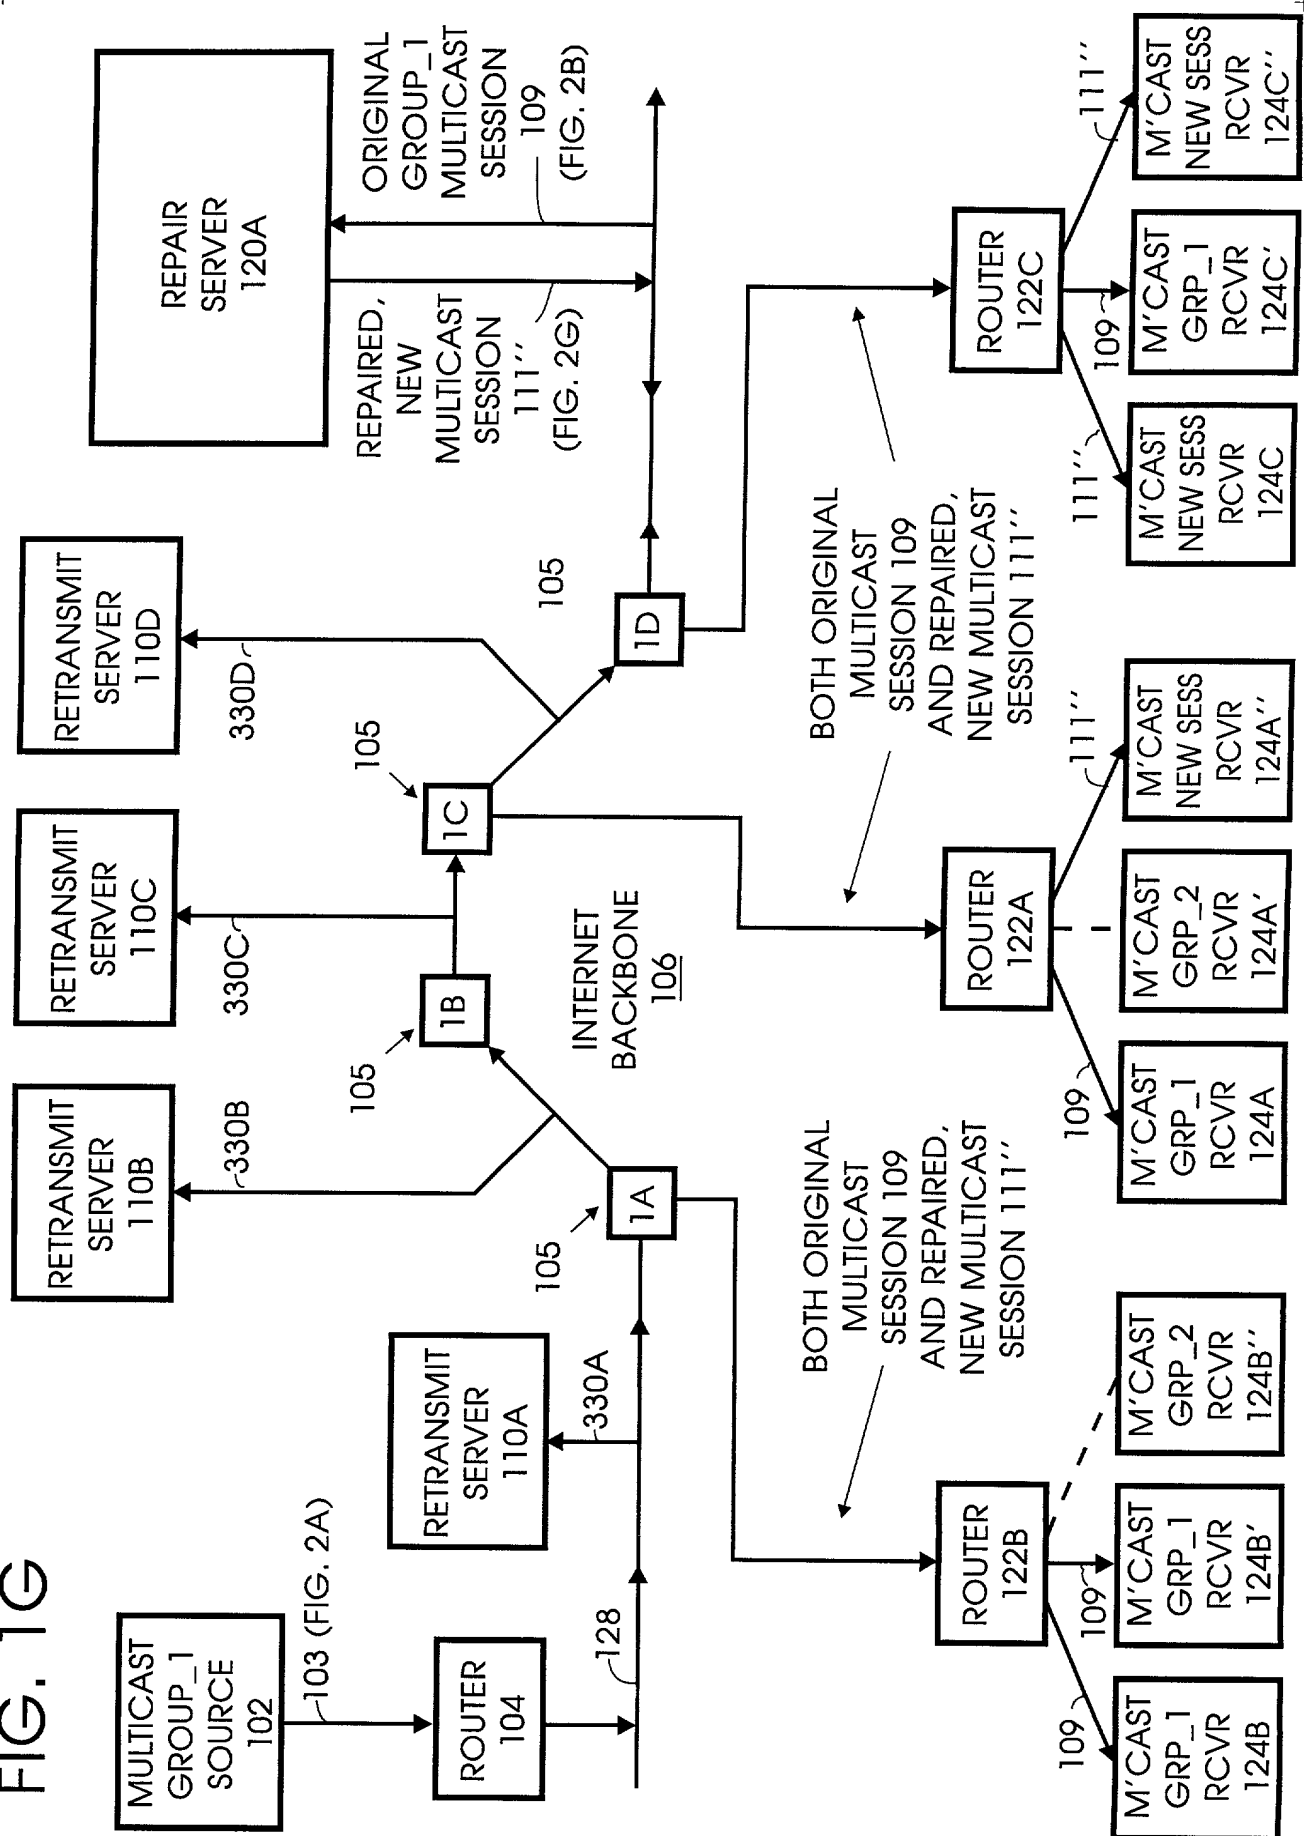 FIG. 1G
MULTICAST
GROUP_1
SOURCE
102
103 (FIG. 2A)
ROUTER
104
128
RETRANSMIT
SERVER
110A
330A
RETRANSMIT
SERVER
110B
330B
RETRANSMIT
SERVER
110C
330C
RETRANSMIT
SERVER
110D
330D
REPAIR
SERVER
120A
REPAIRED,
NEW
MULTICAST
SESSION
111''
(FIG. 2G)
ORIGINAL
GROUP_1
MULTICAST
SESSION
109
(FIG. 2B)
105
1A
105
1B
105
1C
105
1D
INTERNET
BACKBONE
106
BOTH ORIGINAL
MULTICAST
SESSION 109
AND REPAIRED,
NEW MULTICAST
SESSION 111''
BOTH ORIGINAL
MULTICAST
SESSION 109
AND REPAIRED,
NEW MULTICAST
SESSION 111''
ROUTER
122B
109
109
M'CAST
GRP_1
RCVR
124B
M'CAST
GRP_1
RCVR
124B'
M'CAST
GRP_2
RCVR
124B''
ROUTER
122A
109
111''
M'CAST
GRP_1
RCVR
124A
M'CAST
GRP_2
RCVR
124A'
M'CAST
NEW SESS
RCVR
124A''
ROUTER
122C
111''
109
111''
M'CAST
NEW SESS
RCVR
124C
M'CAST
GRP_1
RCVR
124C'
M'CAST
NEW SESS
RCVR
124C''